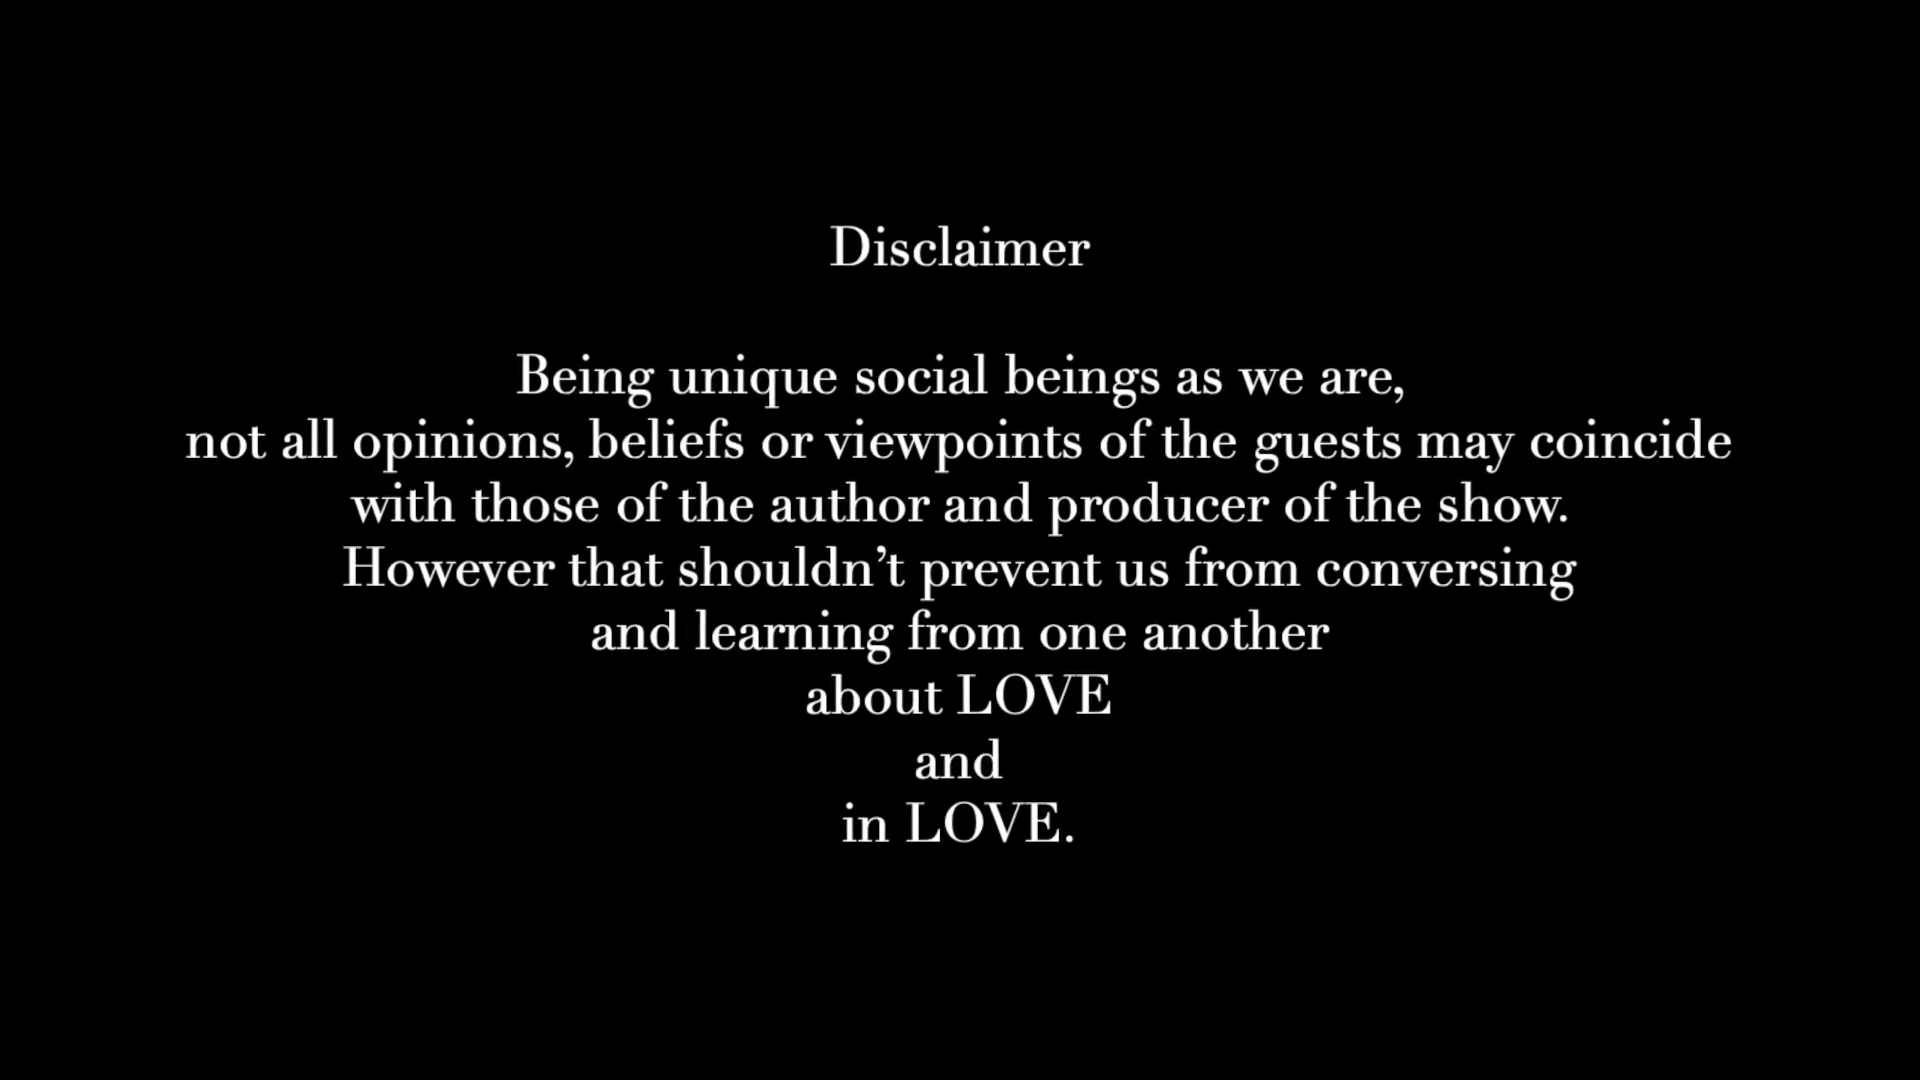 Disclaimer
Being unique social beings as we are,
not all opinions, beliefs or viewpoints of the guests may coincide
with those of the author and producer of the show.
However that shouldn’t prevent us from conversing
and learning from one another
about LOVE
and
in LOVE.